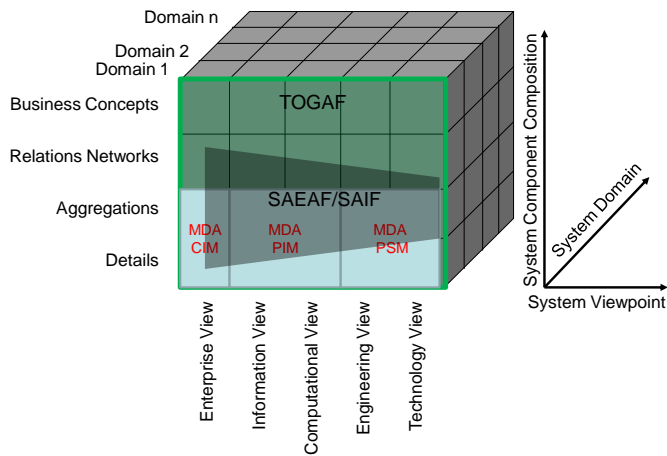 Domain n
Domain 2
Domain 1
Business Concepts
TOGAF
Relations Networks
Aggregations
SAEAF/SAIF
MDA
CIM
MDA
PIM
MDA
PSM
Details
Enterprise View
Information View
Computational View
Engineering View
Technology View
System Component Composition
System Domain
System Viewpoint